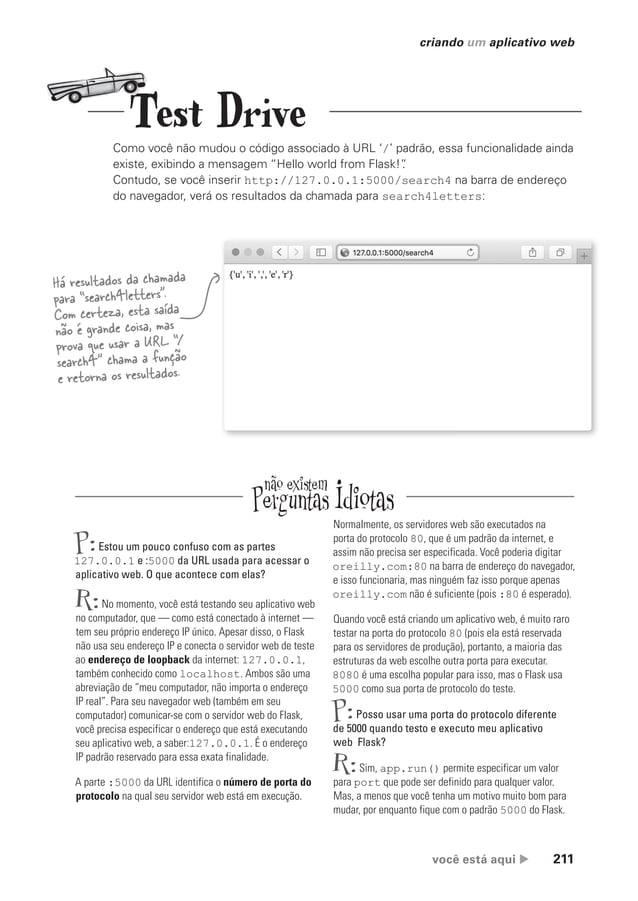 criando um aplicativo web
Test Drive
Como você não mudou o código associado à URL ‘/’ padrão, essa funcionalidade ainda
existe, exibindo a mensagem “Hello world from Flask!”.
Contudo, se você inserir http://127.0.0.1:5000/search4 na barra de endereço
do navegador, verá os resultados da chamada para search4letters:
127.0.0.1:5000/search4
{'u', 'i', ',', 'e', 'r'}
Há resultados da chamada
para “search4letters”.
Com certeza, esta saída
não é grande coisa, mas
prova que usar a URL “/
search4” chama a função
e retorna os resultados.
não existem
Perguntas Idiotas
P: Estou um pouco confuso com as partes
127.0.0.1 e :5000 da URL usada para acessar o
aplicativo web. O que acontece com elas?
R: No momento, você está testando seu aplicativo web
no computador, que — como está conectado à internet —
tem seu próprio endereço IP único. Apesar disso, o Flask
não usa seu endereço IP e conecta o servidor web de teste
ao endereço de loopback da internet: 127.0.0.1,
também conhecido como localhost. Ambos são uma
abreviação de “meu computador, não importa o endereço
IP real”. Para seu navegador web (também em seu
computador) comunicar-se com o servidor web do Flask,
você precisa especificar o endereço que está executando
seu aplicativo web, a saber:127.0.0.1. É o endereço
IP padrão reservado para essa exata finalidade.
A parte :5000 da URL identifica o número de porta do
protocolo na qual seu servidor web está em execução.
Normalmente, os servidores web são executados na
porta do protocolo 80, que é um padrão da internet, e
assim não precisa ser especificada. Você poderia digitar
oreilly.com:80 na barra de endereço do navegador,
e isso funcionaria, mas ninguém faz isso porque apenas
oreilly.com não é suficiente (pois :80 é esperado).
Quando você está criando um aplicativo web, é muito raro
testar na porta do protocolo 80 (pois ela está reservada
para os servidores de produção), portanto, a maioria das
estruturas da web escolhe outra porta para executar.
8080 é uma escolha popular para isso, mas o Flask usa
5000 como sua porta de protocolo do teste.
P: Posso usar uma porta do protocolo diferente
de 5000 quando testo e executo meu aplicativo
web Flask?
R: Sim, app.run() permite especificar um valor
para port que pode ser definido para qualquer valor.
Mas, a menos que você tenha um motivo muito bom para
mudar, por enquanto fique com o padrão 5000 do Flask.
você está aqui ▶ 211